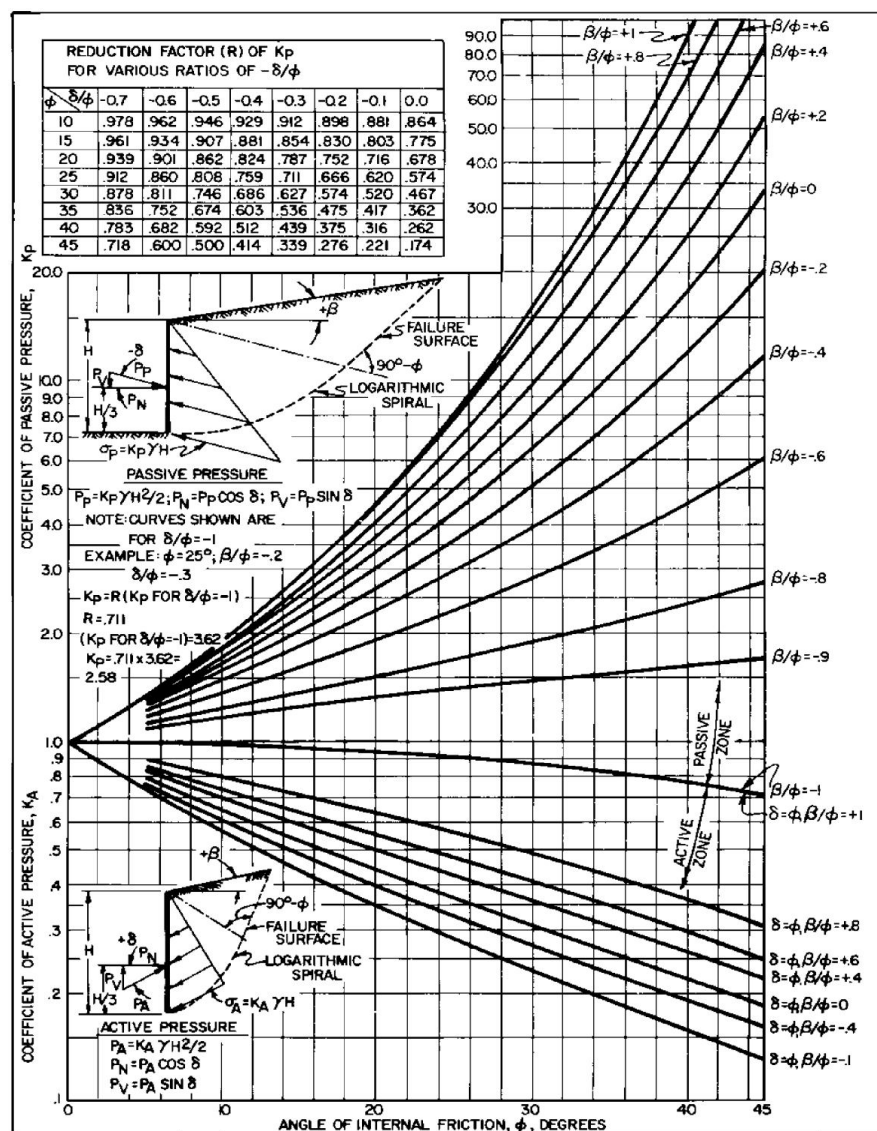 REDUCTION FACTOR (R) OF KP
FOR VARIOUS RATIOS OF -δ/φ
φ δ/φ -0.7 -0.6 -0.5 -0.4 -0.3 -0.2 -0.1 0.0
10 .978 .962 .946 .929 .912 .898 .881 .864
15 .961 .934 .907 .881 .854 .830 .803 .775
20 .939 .901 .862 .824 .787 .752 .716 .678
25 .912 .860 .808 .759 .711 .666 .620 .574
30 .878 .811 .746 .686 .627 .574 .520 .467
35 .836 .752 .674 .603 .536 .475 .417 .362
40 .783 .682 .592 .512 .439 .375 .316 .262
45 .718 .600 .500 .414 .339 .276 .221 .174
COEFFICIENT OF PASSIVE PRESSURE, KP
90.0
80.0
70.0
60.0
50.0
40.0
30.0
20.0
10.0
9.0
8.0
7.0
6.0
5.0
4.0
3.0
2.0
1.0
.9
.8
.7
.6
.5
.4
.3
.2
.1
COEFFICIENT OF ACTIVE PRESSURE, KA
β/φ=+1
β/φ=+.8
β/φ=+.6
β/φ=+.4
β/φ=+.2
β/φ=0
β/φ=-.2
β/φ=-.4
β/φ=-.6
β/φ=-.8
β/φ=-.9
β/φ=-1
δ=φ,β/φ=+1
δ=φ,β/φ=+.8
δ=φ,β/φ=+.6
δ=φ,β/φ=+.4
δ=φ,β/φ=0
δ=φ,β/φ=-.4
δ=φ,β/φ=-.1
PASSIVE
ZONE
ACTIVE
ZONE
+β
FAILURE
SURFACE
90°-φ
LOGARITHMIC
SPIRAL
H
-δ
PP
PV
PN
H/3
σP=KP γH
PASSIVE PRESSURE
PP=KP γH²/2; PN=PP COS δ; PV=PP SIN δ
NOTE: CURVES SHOWN ARE
FOR δ/φ=-1
EXAMPLE: φ=25°; β/φ=-.2
δ/φ=-.3
KP=R (KP FOR δ/φ=-1)
R=.711
(KP FOR δ/φ=-1)=3.62
KP=.711 x 3.62=
2.58
+β
90°-φ
FAILURE
SURFACE
LOGARITHMIC
SPIRAL
H
+δ
PN
PV
PA
H/3
σA=KA γH
ACTIVE PRESSURE
PA=KA γH²/2
PN=PA COS δ
PV=PA SIN δ
0 10 20 30 40 45
ANGLE OF INTERNAL FRICTION, φ, DEGREES